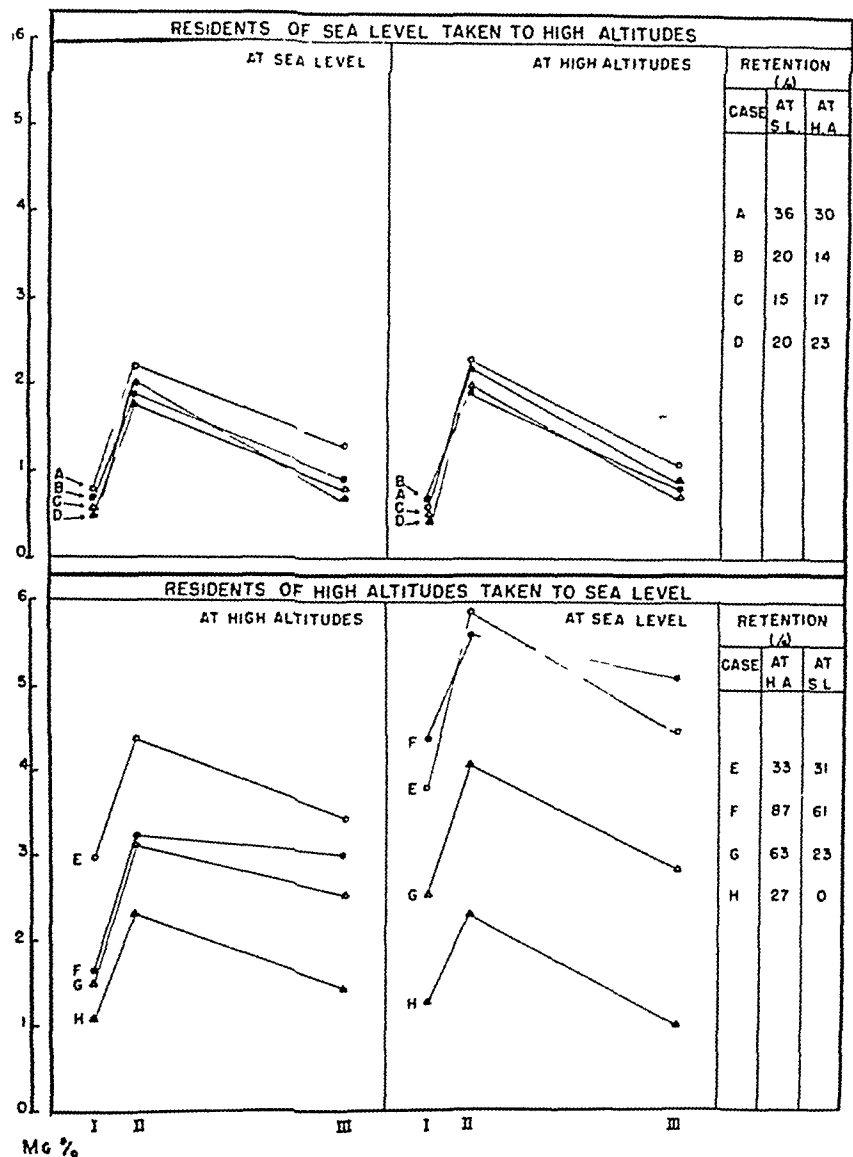 RESIDENTS OF SEA LEVEL TAKEN TO HIGH ALTITUDES
AT SEA LEVEL
AT HIGH ALTITUDES
RETENTION
CASE AT S.L. AT H.A
A 36 30
B 20 14
C 15 17
D 20 23
6
5
4
3
2
1
0
A
B
C
D
B
A
C
D
RESIDENTS OF HIGH ALTITUDES TAKEN TO SEA LEVEL
AT HIGH ALTITUDES
AT SEA LEVEL
RETENTION
CASE AT H A AT S L
E 33 31
F 87 61
G 63 23
H 27 0
6
5
4
3
2
1
0
E
F
G
H
F
E
G
H
I II III I II III
MG %